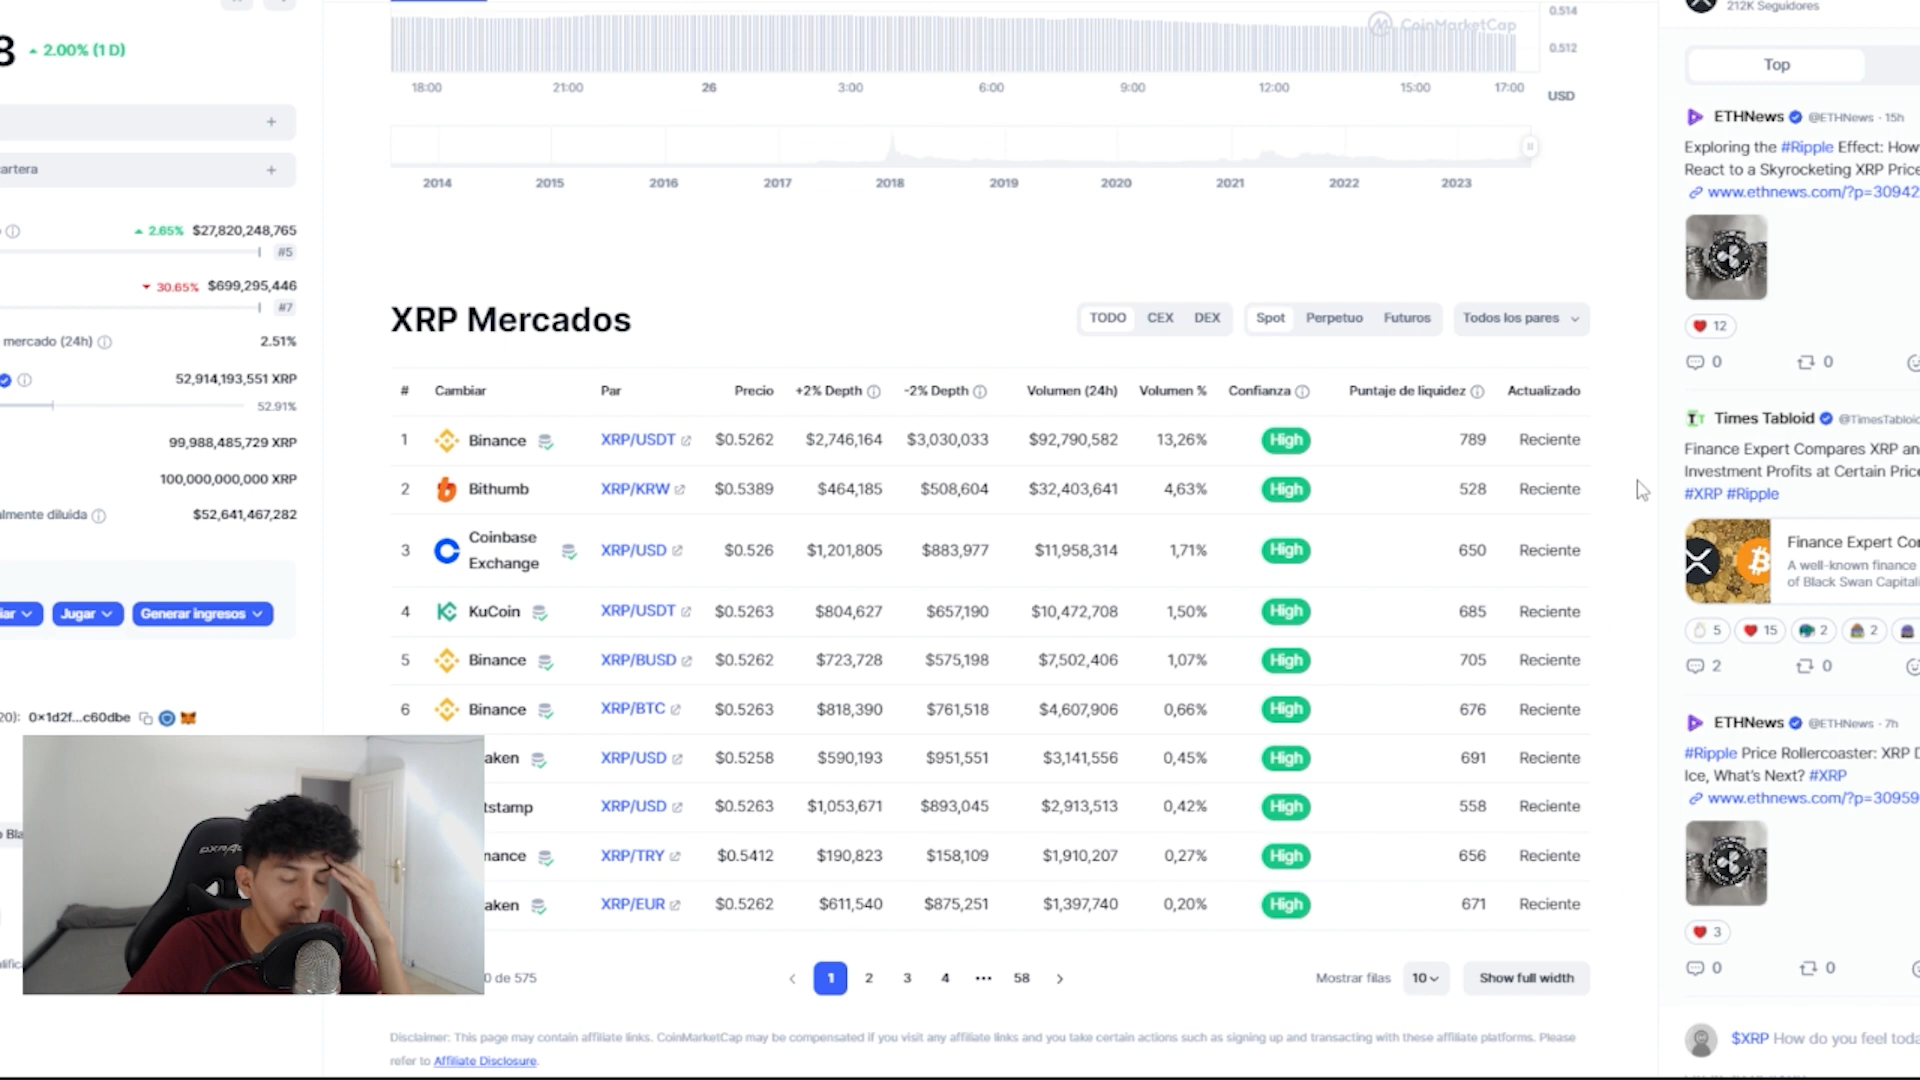 8 2.00% (1 D)
+
artera +
2.65% $27,820,248,765
#5
30.65% $699,295,446
#7
mercado (24h) 2.51%
52,914,193,551 XRP
52.91%
99,988,485,729 XRP
100,000,000,000 XRP
lmente diluida $52,641,467,282
iar Jugar Generar ingresos
20): 0x1d2f...c60dbe
CoinMarketCap
0.514
0.512
18:00 21:00 26 3:00 6:00 9:00 12:00 15:00 17:00
USD
2014 2015 2016 2017 2018 2019 2020 2021 2022 2023
XRP Mercados
TODO CEX DEX Spot Perpetuo Futuros Todos los pares
# Cambiar Par Precio +2% Depth -2% Depth Volumen (24h) Volumen % Confianza Puntaje de liquidez Actualizado
1 Binance XRP/USDT $0.5262 $2,746,164 $3,030,033 $92,790,582 13,26% High 789 Reciente
2 Bithumb XRP/KRW $0.5389 $464,185 $508,604 $32,403,641 4,63% High 528 Reciente
3 Coinbase Exchange XRP/USD $0.526 $1,201,805 $883,977 $11,958,314 1,71% High 650 Reciente
4 KuCoin XRP/USDT $0.5263 $804,627 $657,190 $10,472,708 1,50% High 685 Reciente
5 Binance XRP/BUSD $0.5262 $723,728 $575,198 $7,502,406 1,07% High 705 Reciente
6 Binance XRP/BTC $0.5263 $818,390 $761,518 $4,607,906 0,66% High 676 Reciente
aken XRP/USD $0.5258 $590,193 $951,551 $3,141,556 0,45% High 691 Reciente
tstamp XRP/USD $0.5263 $1,053,671 $893,045 $2,913,513 0,42% High 558 Reciente
nance XRP/TRY $0.5412 $190,823 $158,109 $1,910,207 0,27% High 656 Reciente
aken XRP/EUR $0.5262 $611,540 $875,251 $1,397,740 0,20% High 671 Reciente
0 de 575 1 2 3 4 ••• 58 Mostrar filas 10 Show full width
Disclaimer: This page may contain affiliate links. CoinMarketCap may be compensated if you visit any affiliate links and you take certain actions such as signing up and transacting with these affiliate platforms. Please
refer to Affiliate Disclosure.
212K Seguidores
Top
ETHNews @ETHNews · 15h
Exploring the #Ripple Effect: How
React to a Skyrocketing XRP Price
www.ethnews.com/?p=30942
12
0 0
Times Tabloid @TimesTabloid
Finance Expert Compares XRP an
Investment Profits at Certain Price
#XRP #Ripple
Finance Expert Co
A well-known finance
of Black Swan Capitali
5 15 2 2
2 0
ETHNews @ETHNews · 7h
#Ripple Price Rollercoaster: XRP D
Ice, What's Next? #XRP
www.ethnews.com/?p=3095
3
0 0
$XRP How do you feel toda